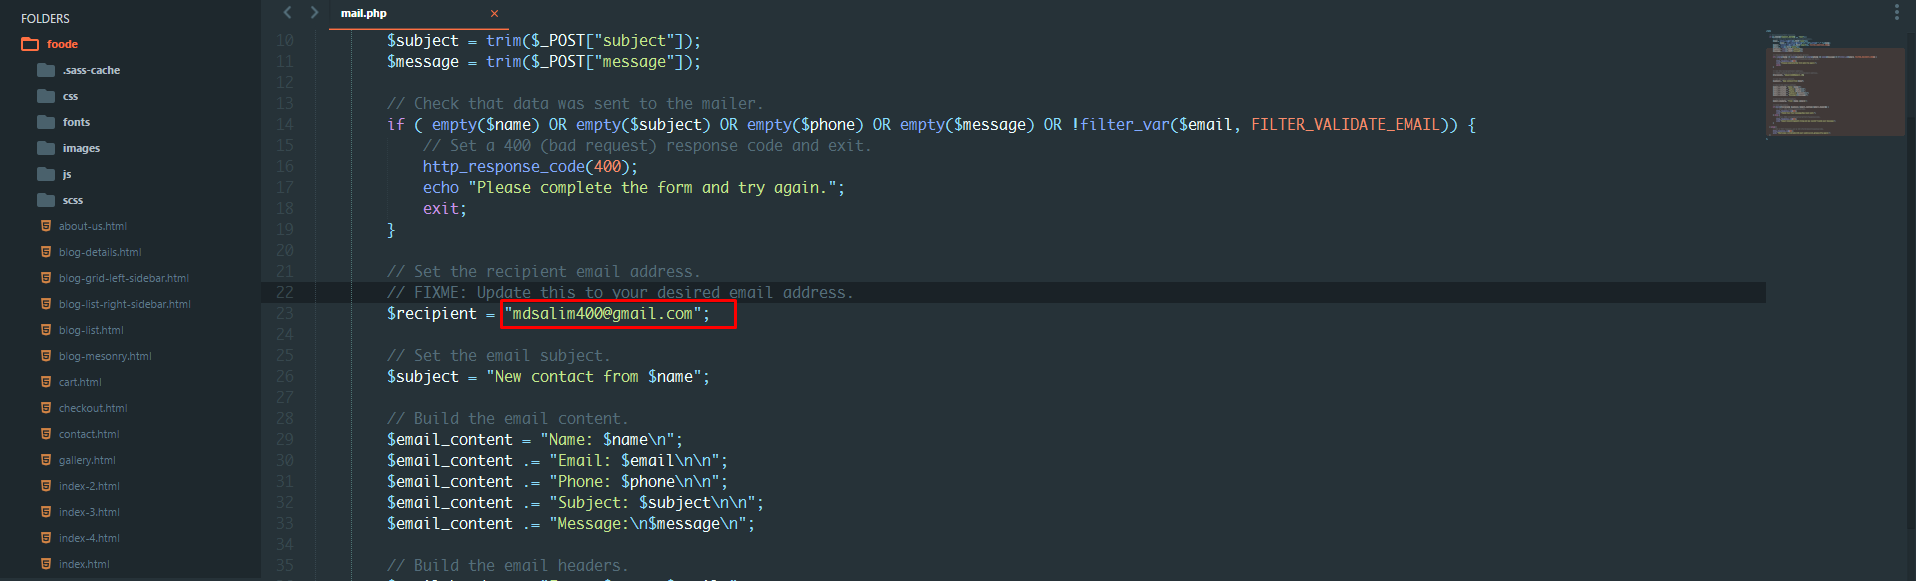 FOLDERS
foode
.sass-cache
css
fonts
images
js
scss
about-us.html
blog-details.html
blog-grid-left-sidebar.html
blog-list-right-sidebar.html
blog-list.html
blog-mesonry.html
cart.html
checkout.html
contact.html
gallery.html
index-2.html
index-3.html
index-4.html
index.html
mail.php ×
10 $subject = trim($_POST["subject"]);
11 $message = trim($_POST["message"]);
12
13 // Check that data was sent to the mailer.
14 if ( empty($name) OR empty($subject) OR empty($phone) OR empty($message) OR !filter_var($email, FILTER_VALIDATE_EMAIL)) {
15 // Set a 400 (bad request) response code and exit.
16 http_response_code(400);
17 echo "Please complete the form and try again.";
18 exit;
19 }
20
21 // Set the recipient email address.
22 // FIXME: Update this to your desired email address.
23 $recipient = "mdsalim400@gmail.com";
24
25 // Set the email subject.
26 $subject = "New contact from $name";
27
28 // Build the email content.
29 $email_content = "Name: $name\n";
30 $email_content .= "Email: $email\n\n";
31 $email_content .= "Phone: $phone\n\n";
32 $email_content .= "Subject: $subject\n\n";
33 $email_content .= "Message:\n$message\n";
34
35 // Build the email headers.